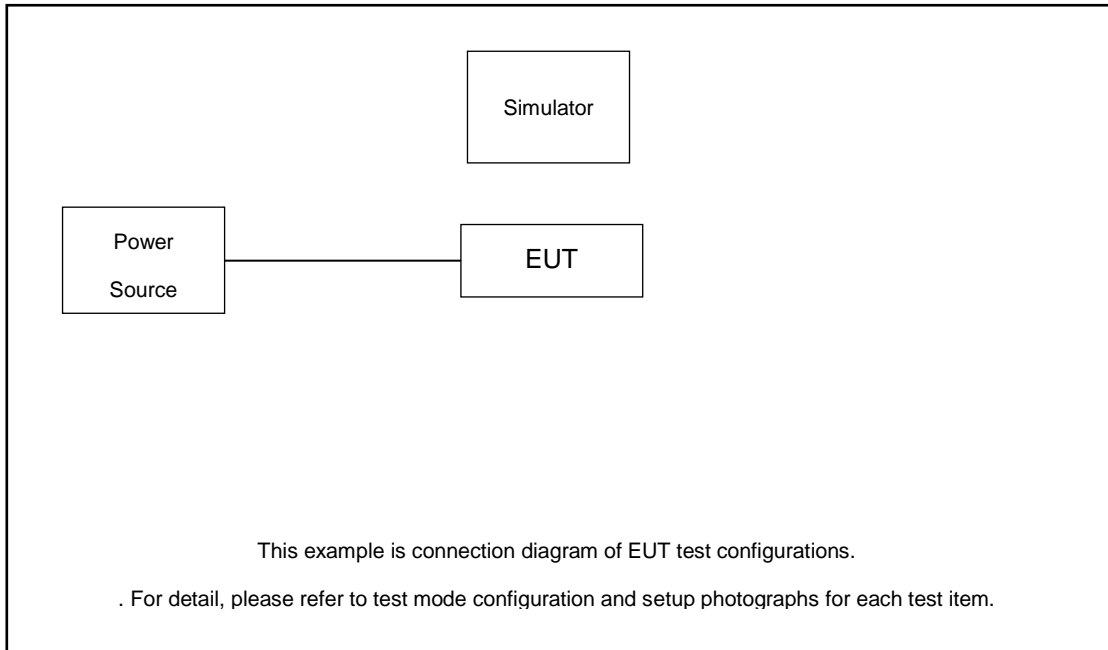 Simulator
Power
Source
EUT
This example is connection diagram of EUT test configurations.
. For detail, please refer to test mode configuration and setup photographs for each test item.